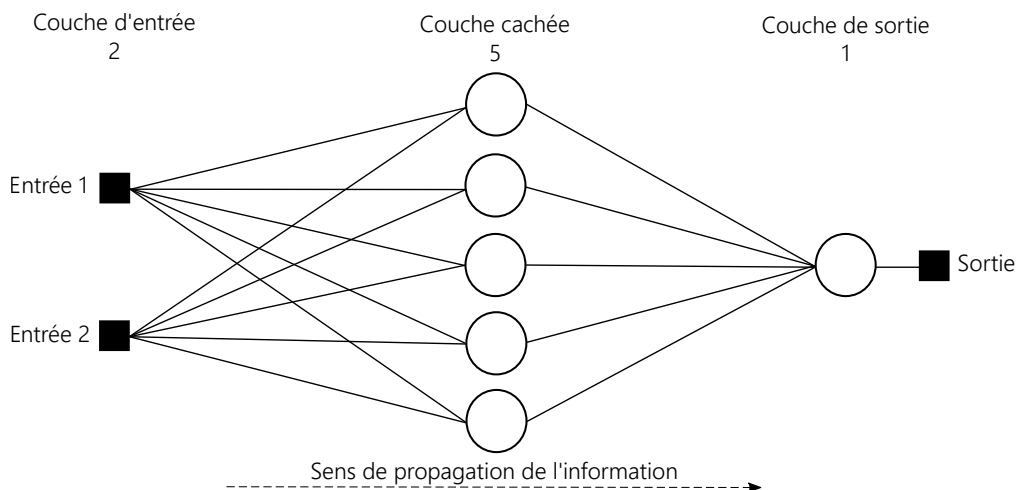 Couche d'entrée
2
Couche cachée
5
Couche de sortie
1
Entrée 1
Entrée 2
Sortie
Sens de propagation de l'information